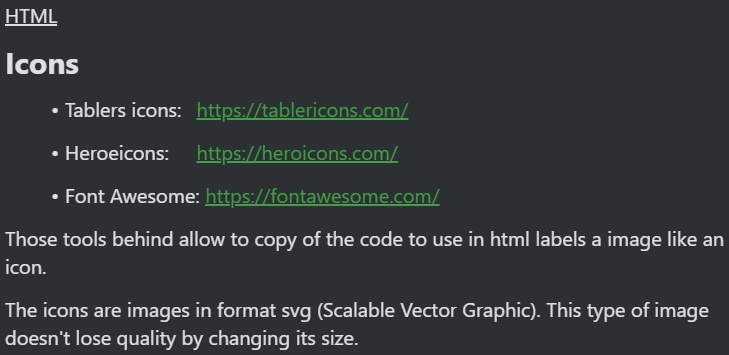 HTML
Icons
• Tablers icons: https://tablericons.com/
• Heroeicons: https://heroicons.com/
• Font Awesome: https://fontawesome.com/
Those tools behind allow to copy of the code to use in html labels a image like an
icon.
The icons are images in format svg (Scalable Vector Graphic). This type of image
doesn't lose quality by changing its size.